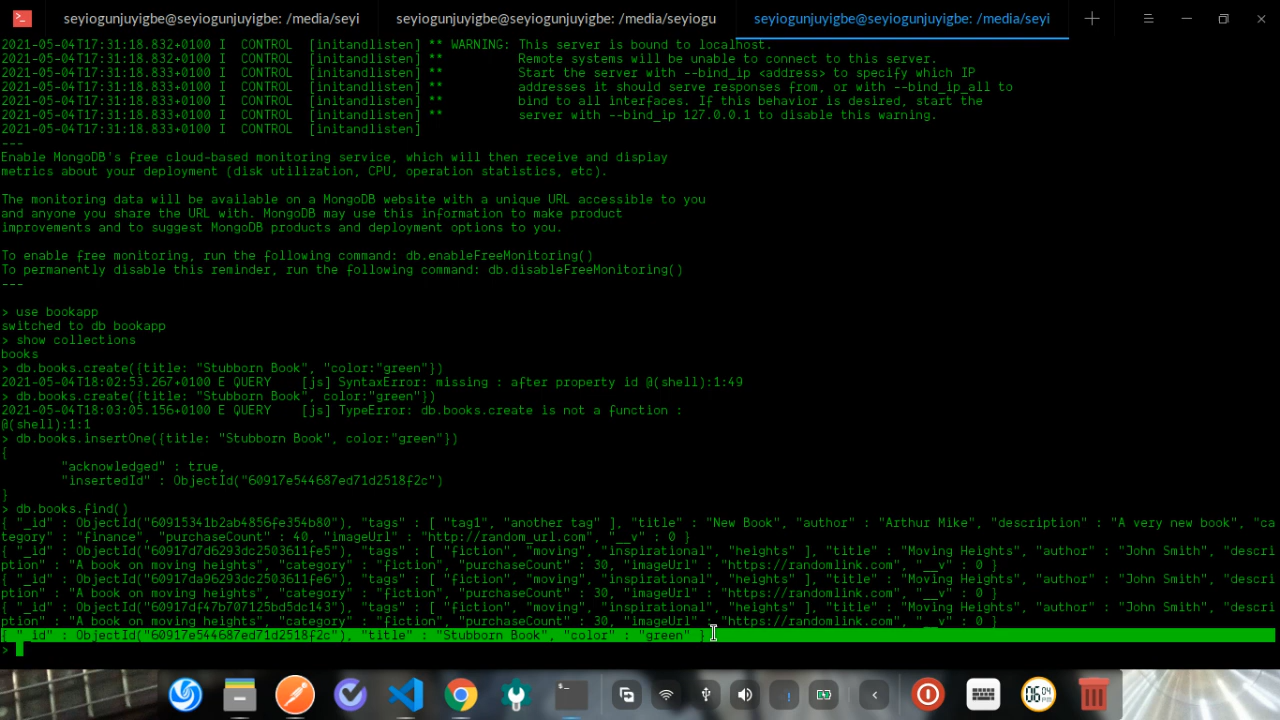 seyiogunjuyigbe@seyiogunjuyigbe: /media/seyi
seyiogunjuyigbe@seyiogunjuyigbe: /media/seyiogu
seyiogunjuyigbe@seyiogunjuyigbe: /media/seyi
2021-05-04T17:31:18.832+0100 I  CONTROL  [initandlisten] ** WARNING: This server is bound to localhost.
2021-05-04T17:31:18.832+0100 I  CONTROL  [initandlisten] **          Remote systems will be unable to connect to this server.
2021-05-04T17:31:18.833+0100 I  CONTROL  [initandlisten] **          Start the server with --bind_ip <address> to specify which IP
2021-05-04T17:31:18.833+0100 I  CONTROL  [initandlisten] **          addresses it should serve responses from, or with --bind_ip_all to
2021-05-04T17:31:18.833+0100 I  CONTROL  [initandlisten] **          bind to all interfaces. If this behavior is desired, start the
2021-05-04T17:31:18.833+0100 I  CONTROL  [initandlisten] **          server with --bind_ip 127.0.0.1 to disable this warning.
2021-05-04T17:31:18.833+0100 I  CONTROL  [initandlisten]
---
Enable MongoDB's free cloud-based monitoring service, which will then receive and display
metrics about your deployment (disk utilization, CPU, operation statistics, etc).
The monitoring data will be available on a MongoDB website with a unique URL accessible to you
and anyone you share the URL with. MongoDB may use this information to make product
improvements and to suggest MongoDB products and deployment options to you.
To enable free monitoring, run the following command: db.enableFreeMonitoring()
To permanently disable this reminder, run the following command: db.disableFreeMonitoring()
---
> use bookapp
switched to db bookapp
> show collections
books
> db.books.create({title: "Stubborn Book", "color:"green"})
2021-05-04T18:02:53.267+0100 E QUERY    [js] SyntaxError: missing : after property id @(shell):1:49
> db.books.create({title: "Stubborn Book", color:"green"})
2021-05-04T18:03:05.156+0100 E QUERY    [js] TypeError: db.books.create is not a function :
@(shell):1:1
> db.books.insertOne({title: "Stubborn Book", color:"green"})
{
"acknowledged" : true,
"insertedId" : ObjectId("60917e544687ed71d2518f2c")
}
> db.books.find()
{ "_id" : ObjectId("60915341b2ab4856fe354b80"), "tags" : [ "tag1", "another tag" ], "title" : "New Book", "author" : "Arthur Mike", "description" : "A very new book", "ca
tegory" : "finance", "purchaseCount" : 40, "imageUrl" : "http://random_url.com", "__v" : 0 }
{ "_id" : ObjectId("60917d7d6293dc2503611fe5"), "tags" : [ "fiction", "moving", "inspirational", "heights" ], "title" : "Moving Heights", "author" : "John Smith", "descri
ption" : "A book on moving heights", "category" : "fiction", "purchaseCount" : 30, "imageUrl" : "https://randomlink.com", "__v" : 0 }
{ "_id" : ObjectId("60917da96293dc2503611fe6"), "tags" : [ "fiction", "moving", "inspirational", "heights" ], "title" : "Moving Heights", "author" : "John Smith", "descri
ption" : "A book on moving heights", "category" : "fiction", "purchaseCount" : 30, "imageUrl" : "https://randomlink.com", "__v" : 0 }
{ "_id" : ObjectId("60917df47b707125bd5dc143"), "tags" : [ "fiction", "moving", "inspirational", "heights" ], "title" : "Moving Heights", "author" : "John Smith", "descri
ption" : "A book on moving heights", "category" : "fiction", "purchaseCount" : 30, "imageUrl" : "https://randomlink.com", "__v" : 0 }
{ "_id" : ObjectId("60917e544687ed71d2518f2c"), "title" : "Stubborn Book", "color" : "green" }
>
06:04